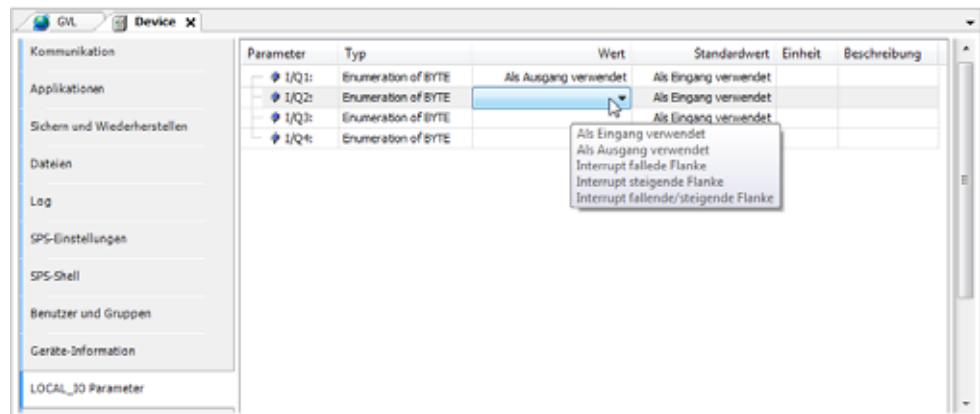 GVL Device X
Kommunikation
Applikationen
Sichern und Wiederherstellen
Dateien
Log
SPS-Einstellungen
SPS-Shell
Benutzer und Gruppen
Geräte-Information
LOCAL_IO Parameter
Parameter Typ Wert Standardwert Einheit Beschreibung
I/Q1: Enumeration of BYTE Als Ausgang verwendet Als Eingang verwendet
I/Q2: Enumeration of BYTE Als Eingang verwendet
I/Q3: Enumeration of BYTE Als Eingang verwendet
I/Q4: Enumeration of BYTE
Als Eingang verwendet
Als Ausgang verwendet
Interrupt fallede Flanke
Interrupt steigende Flanke
Interrupt fallende/steigende Flanke